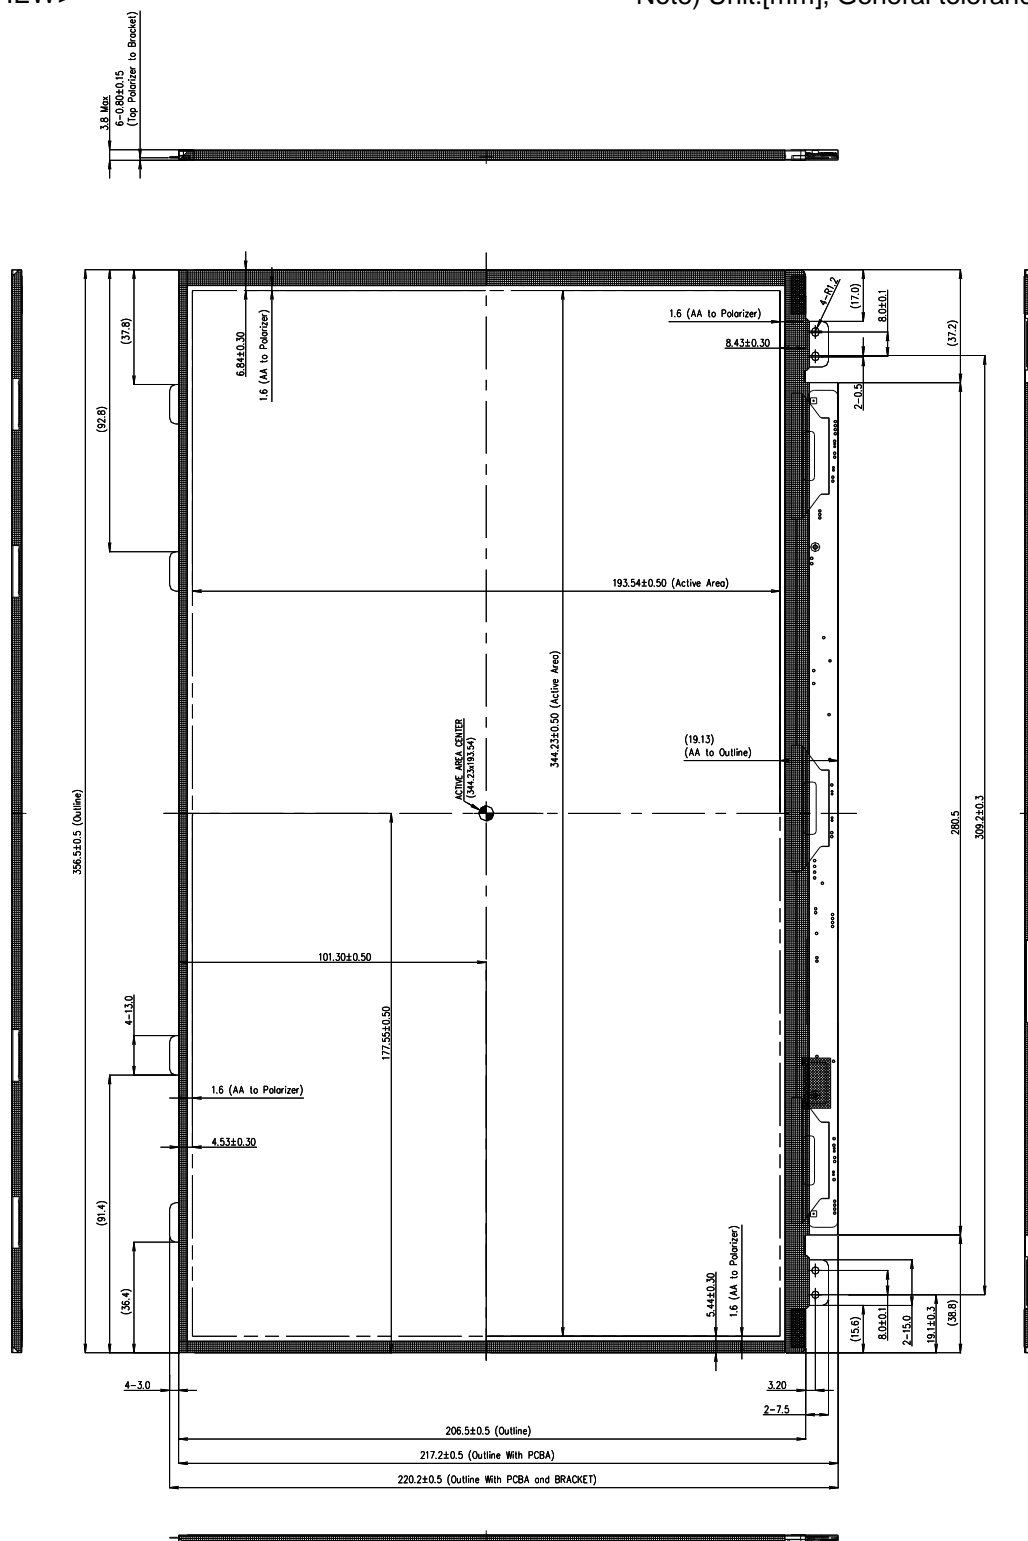 Note) Unit:[mm], General
3.8 Max
6-0.80±0.15
(Top Polarizer to Bracket)
(37.8)
(92.8)
6.84±0.30
1.6 (AA to Polarizer)
1.6 (AA to Polarizer)
8.43±0.30
4-R1.2
(17.0)
8.0±0.1
(37.2)
2-0.5
193.54±0.50 (Active Area)
344.23±0.50 (Active Area)
ACTIVE AREA CENTER
(344.23x193.54)
(19.13)
(AA to Outline)
356.5±0.5 (Outline)
280.5
309.2±0.3
101.30±0.50
177.55±0.50
4-13.0
1.6 (AA to Polarizer)
4.53±0.30
(91.4)
(36.4)
5.44±0.30
1.6 (AA to Polarizer)
(15.6)
8.0±0.1
2-15.0
19.1±0.3
(38.8)
4-3.0
3.20
2-7.5
206.5±0.5 (Outline)
217.2±0.5 (Outline With PCBA)
220.2±0.5 (Outline With PCBA and BRACKET)